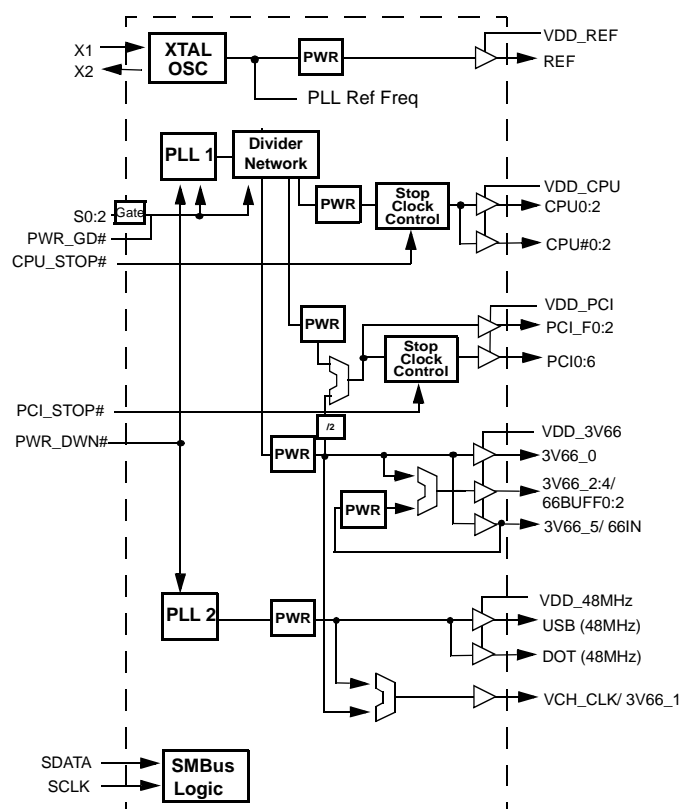 X1
X2
XTAL
OSC
PWR
VDD_REF
REF
PLL Ref Freq
PLL 1
Divider
Network
PWR
Stop
Clock
Control
VDD_CPU
CPU0:2
CPU#0:2
S0:2
Gate
PWR_GD#
CPU_STOP#
PWR
Stop
Clock
Control
VDD_PCI
PCI_F0:2
PCI0:6
PCI_STOP#
/2
PWR_DWN#
PWR
VDD_3V66
3V66_0
3V66_2:4/
66BUFF0:2
PWR
3V66_5/ 66IN
PLL 2
PWR
VDD_48MHz
USB (48MHz)
DOT (48MHz)
VCH_CLK/ 3V66_1
SDATA
SCLK
SMBus
Logic